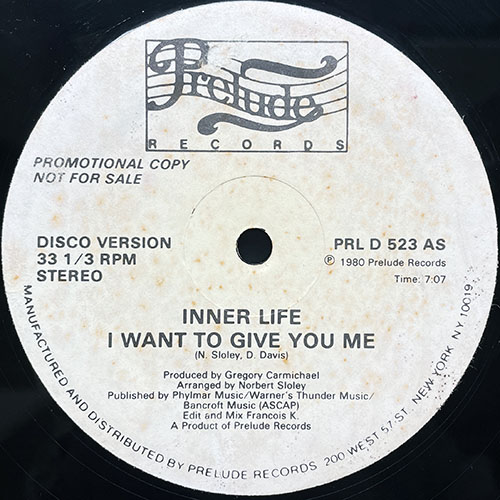 Prelude
RECORDS
PROMOTIONAL COPY
NOT FOR SALE
DISCO VERSION
33 1/3 RPM
STEREO
PRL D 523 AS
℗ 1980 Prelude Records
Time: 7:07
INNER LIFE
I WANT TO GIVE YOU ME
(N. Sloley, D. Davis)
Produced by Gregory Carmichael
Arranged by Norbert Sloley
Published by Phylmar Music/Warner's Thunder Music/
Bancroft Music (ASCAP)
Edit and Mix Francois K.
A Product of Prelude Records
MANUFACTURED AND DISTRIBUTED BY PRELUDE RECORDS 200 WEST 57 ST. NEW YORK NY 10019